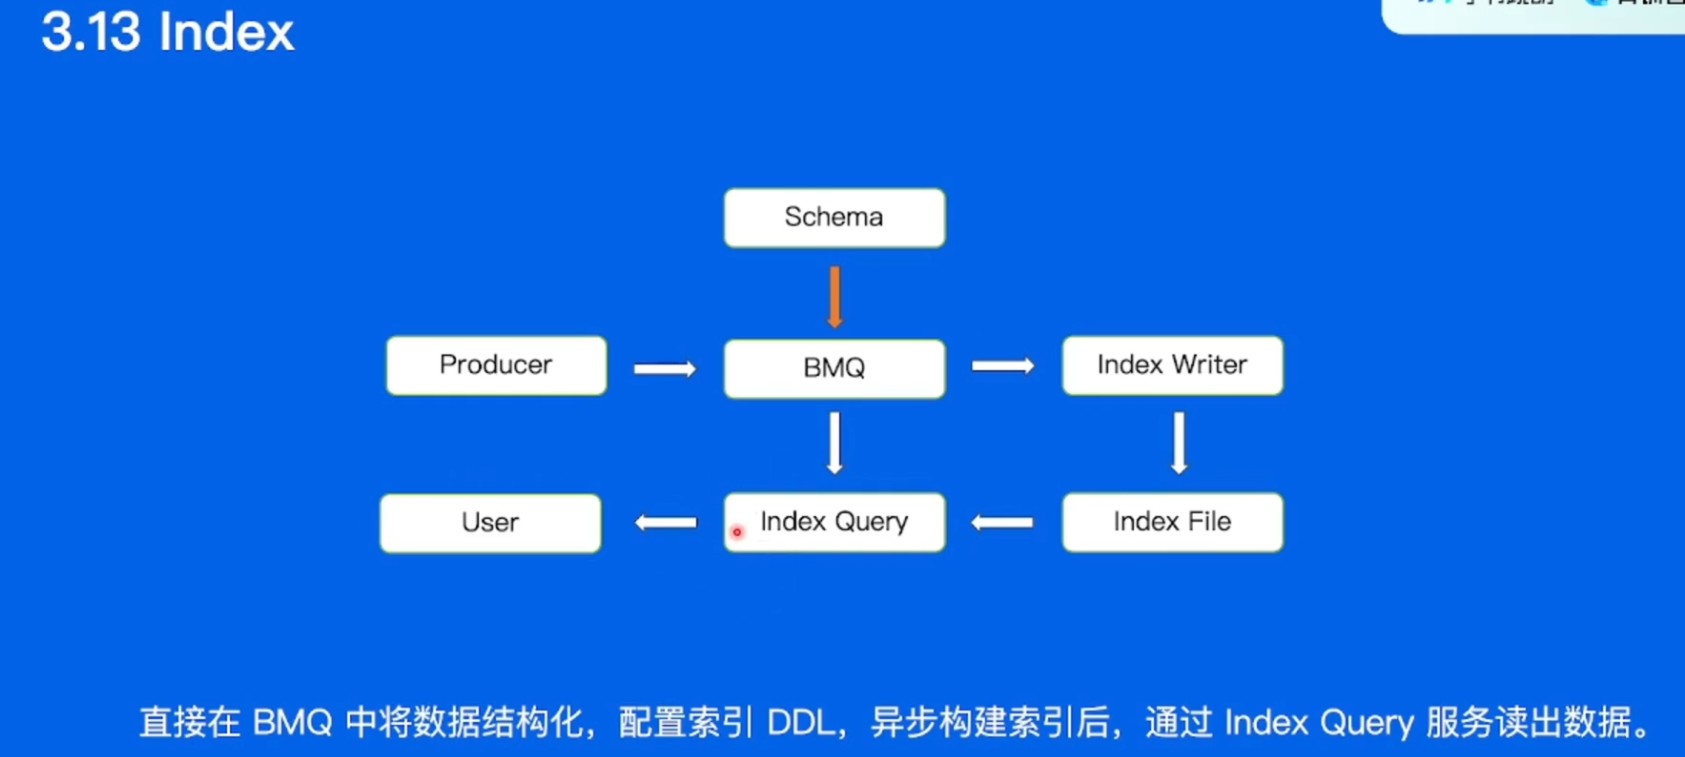 3.13 Index
Schema
Producer
BMQ
Index Writer
User
Index Query
Index File
直接在 BMQ 中将数据结构化，配置索引 DDL，异步构建索引后，通过 Index Query 服务读出数据。